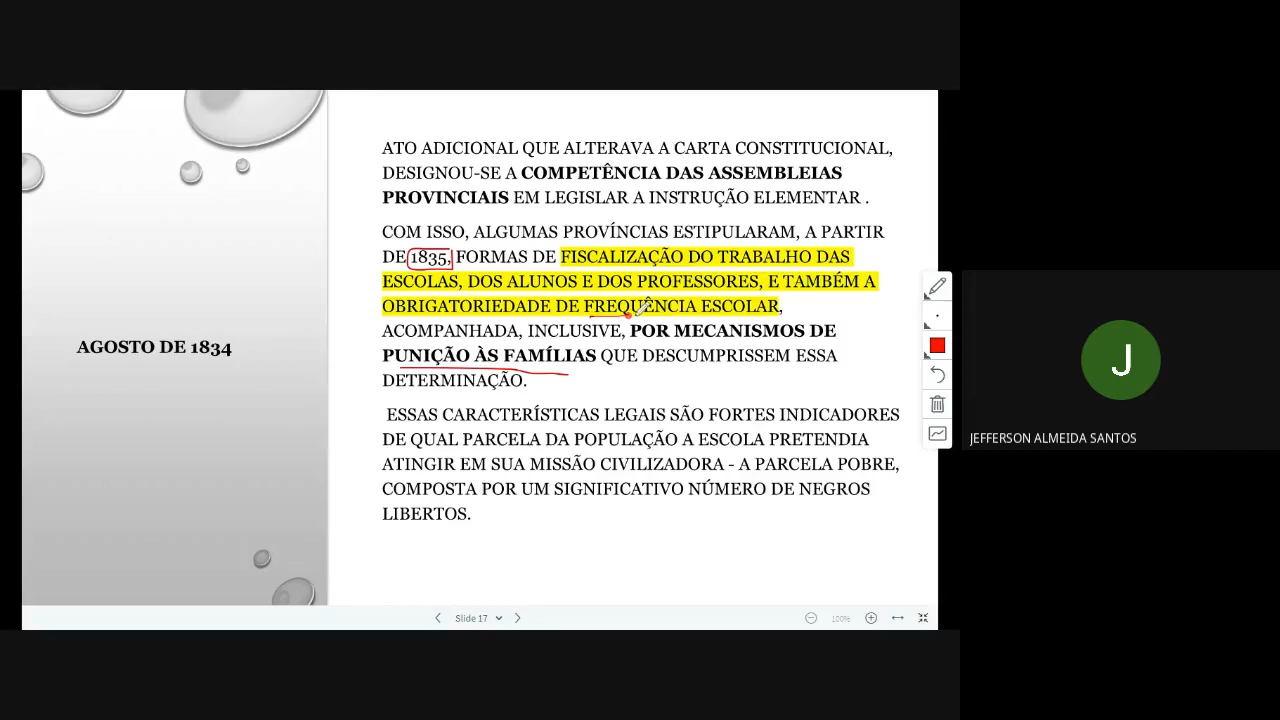 AGOSTO DE 1834
ATO ADICIONAL QUE ALTERAVA A CARTA CONSTITUCIONAL,
DESIGNOU-SE A COMPETÊNCIA DAS ASSEMBLEIAS
PROVINCIAIS EM LEGISLAR A INSTRUÇÃO ELEMENTAR .
COM ISSO, ALGUMAS PROVÍNCIAS ESTIPULARAM, A PARTIR
DE 1835, FORMAS DE FISCALIZAÇÃO DO TRABALHO DAS
ESCOLAS, DOS ALUNOS E DOS PROFESSORES, E TAMBÉM A
OBRIGATORIEDADE DE FREQUÊNCIA ESCOLAR,
ACOMPANHADA, INCLUSIVE, POR MECANISMOS DE
PUNIÇÃO ÀS FAMÍLIAS QUE DESCUMPRISSEM ESSA
DETERMINAÇÃO.
ESSAS CARACTERÍSTICAS LEGAIS SÃO FORTES INDICADORES
DE QUAL PARCELA DA POPULAÇÃO A ESCOLA PRETENDIA
ATINGIR EM SUA MISSÃO CIVILIZADORA - A PARCELA POBRE,
COMPOSTA POR UM SIGNIFICATIVO NÚMERO DE NEGROS
LIBERTOS.
Slide 17
100%
J
JEFFERSON ALMEIDA SANTOS